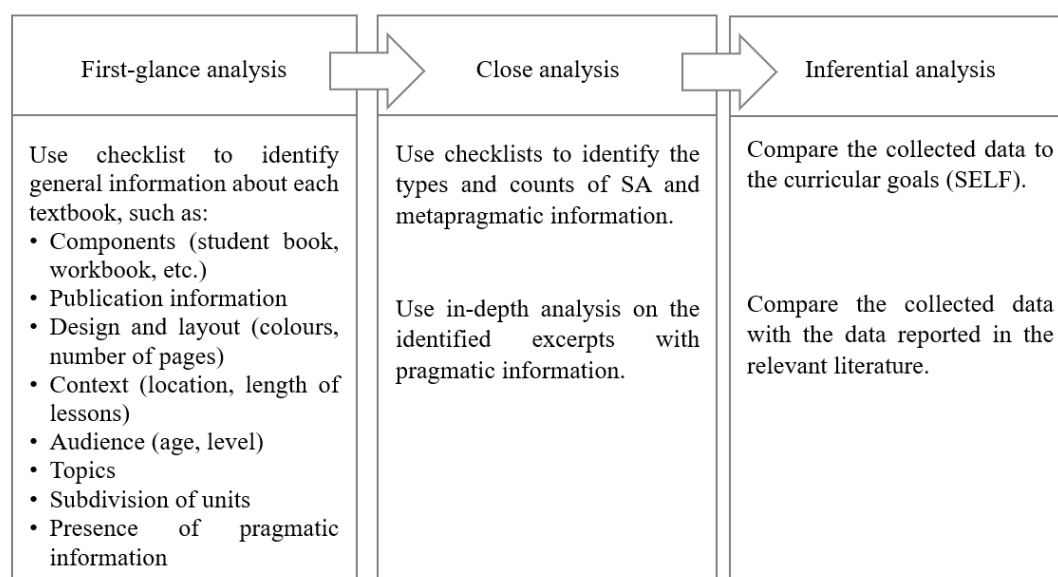 First-glance analysis
Use checklist to identify
general information about each
textbook, such as:
• Components (student book,
workbook, etc.)
• Publication information
• Design and layout (colours,
number of pages)
• Context (location, length of
lessons)
• Audience (age, level)
• Topics
• Subdivision of units
• Presence of pragmatic
information
Close analysis
Use checklists to identify the
types and counts of SA and
metapragmatic information.
Use in-depth analysis on the
identified excerpts with
pragmatic information.
Inferential analysis
Compare the collected data to
the curricular goals (SELF).
Compare the collected data
with the data reported in the
relevant literature.